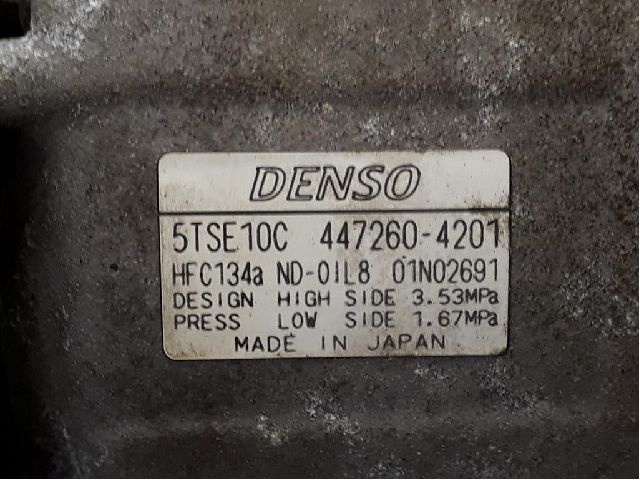 DENSO
5TSE10C 447260-4201
HFC134a ND-OIL8 01N02691
DESIGN HIGH SIDE 3.53MPa
PRESS LOW SIDE 1.67MPa
MADE IN JAPAN